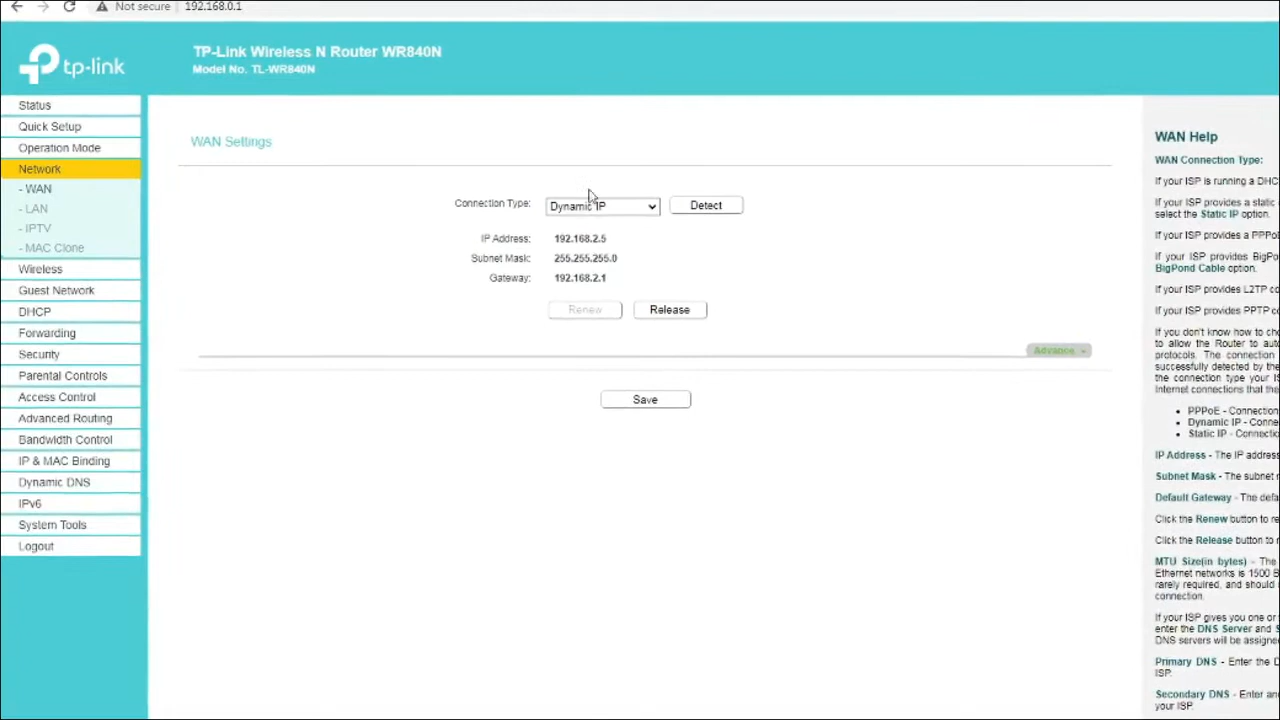 Not secure | 192.168.0.1
tp-link
TP-Link Wireless N Router WR840N
Model No. TL-WR840N
Status
Quick Setup
Operation Mode
Network
- WAN
- LAN
- IPTV
- MAC Clone
Wireless
Guest Network
DHCP
Forwarding
Security
Parental Controls
Access Control
Advanced Routing
Bandwidth Control
IP & MAC Binding
Dynamic DNS
IPv6
System Tools
Logout
WAN Settings
Connection Type: Dynamic IP Detect
IP Address: 192.168.2.5
Subnet Mask: 255.255.255.0
Gateway: 192.168.2.1
Renew Release
Advance
Save
WAN Help
WAN Connection Type:
If your ISP is running a DHC
If your ISP provides a static
select the Static IP option.
If your ISP provides a PPPo
If your ISP provides BigPo
BigPond Cable option.
If your ISP provides L2TP co
If your ISP provides PPTP co
If you don't know how to cho
to allow the Router to auto
protocols. The connection
successfully detected by the
the connection type your IS
Internet connections that the
• PPPoE - Connection
• Dynamic IP - Conne
• Static IP - Connecti
IP Address - The IP address
Subnet Mask - The subnet
Default Gateway - The defa
Click the Renew button to re
Click the Release button to r
MTU Size(in bytes) - The
Ethernet networks is 1500 B
rarely required, and should
connection.
If your ISP gives you one or
enter the DNS Server and S
DNS servers will be assigne
Primary DNS - Enter the D
ISP.
Secondary DNS - Enter an
your ISP.